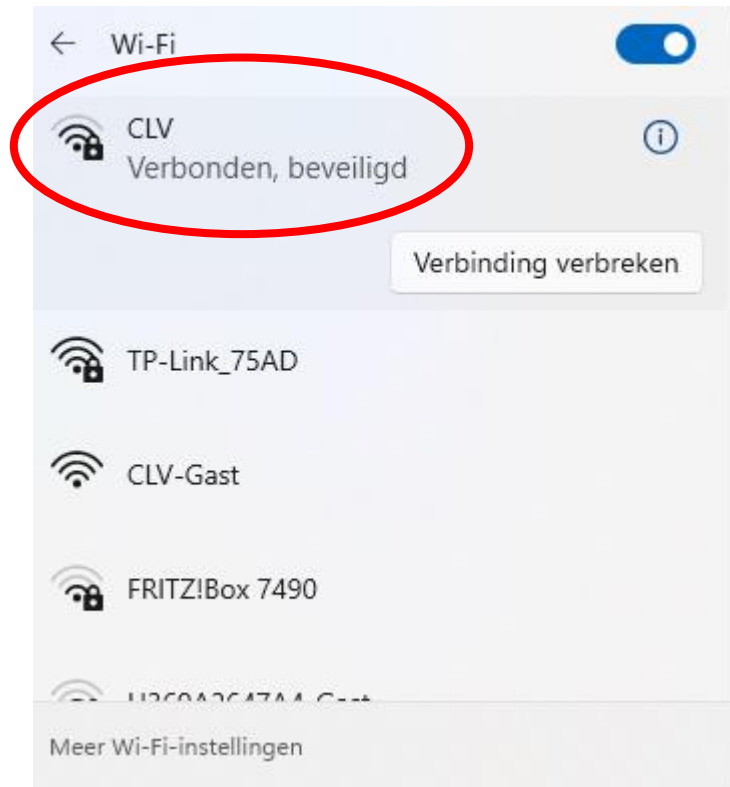 Wi-Fi
CLV
Verbonden, beveiligd
Verbinding verbreken
TP-Link_75AD
CLV-Gast
FRITZ!Box 7490
Meer Wi-Fi-instellingen